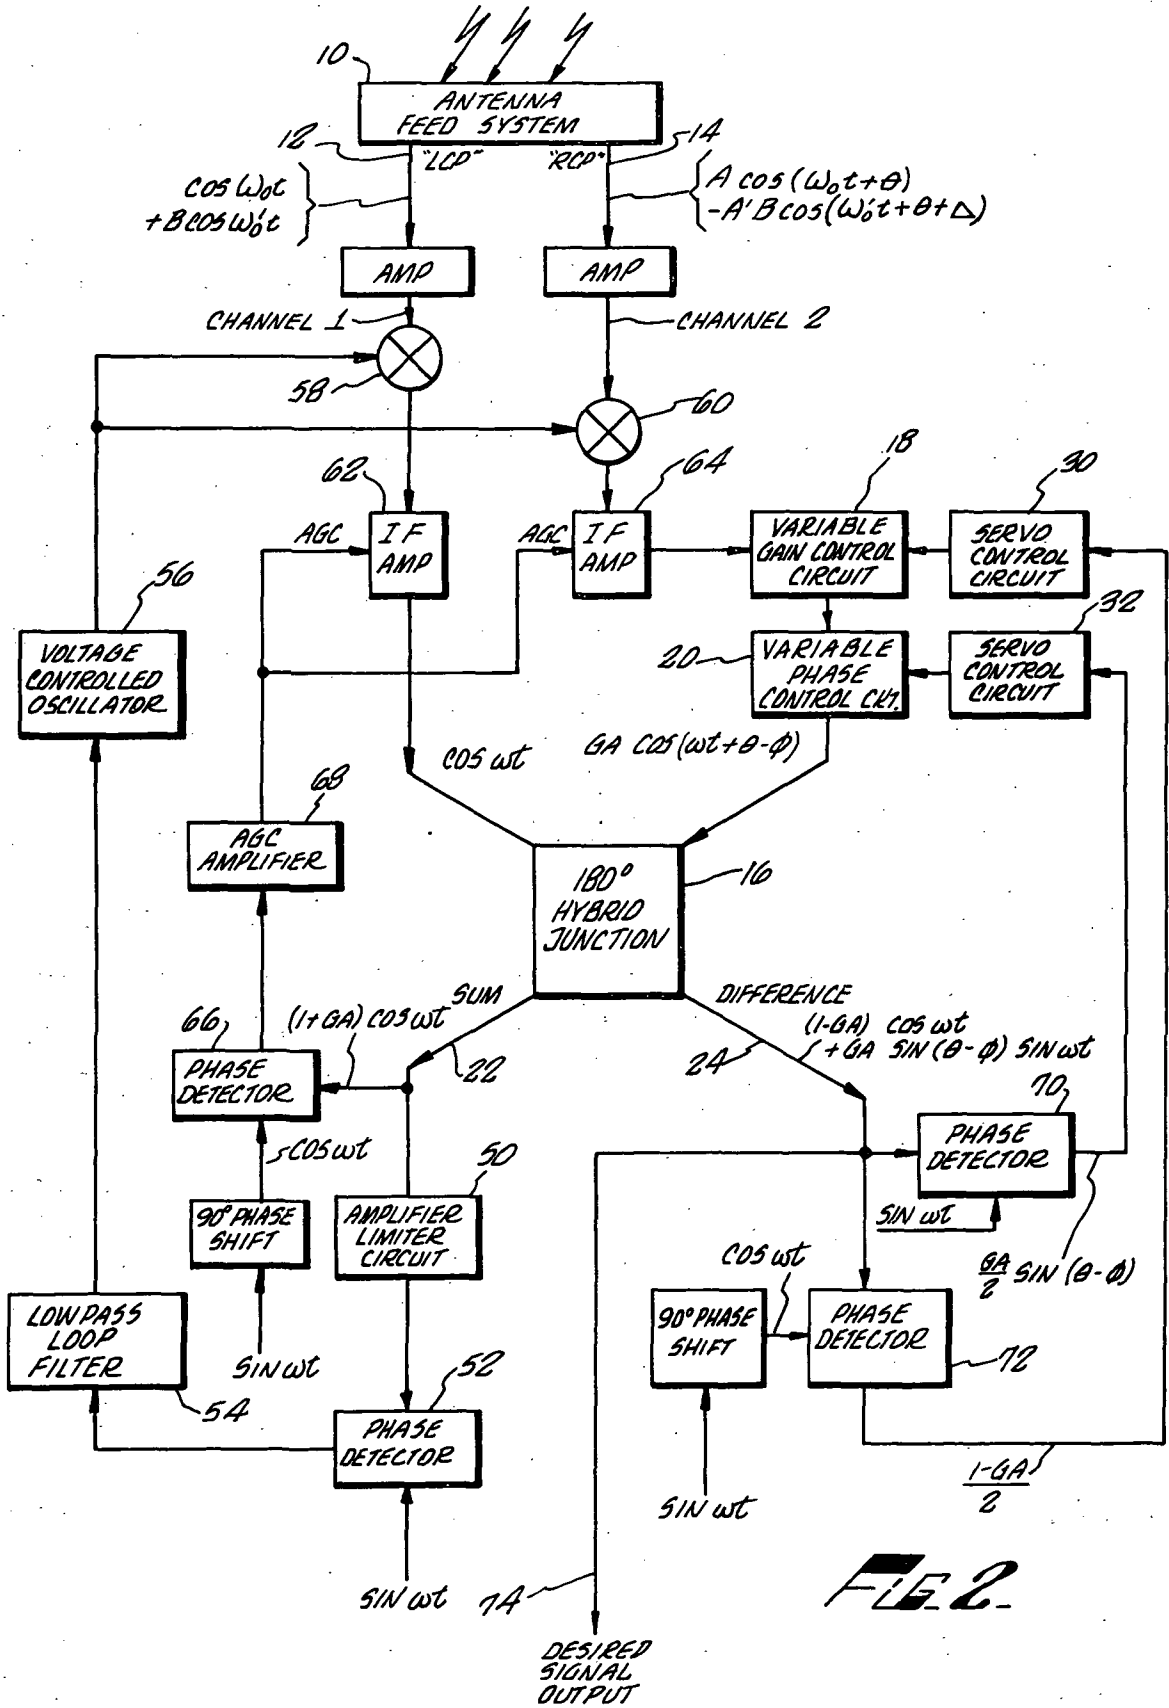 10
ANTENNA
FEED SYSTEM
12
"LCP"
"RCP"
14
COS ω₀t
+ B COS ω₀'t
A COS (ω₀t + θ)
-A' B COS (ω₀'t + θ + Δ)
AMP
AMP
CHANNEL 1
CHANNEL 2
58
60
62
64
18
30
AGC
IF
AMP
AGC
IF
AMP
VARIABLE
GAIN CONTROL
CIRCUIT
SERVO
CONTROL
CIRCUIT
56
32
VOLTAGE
CONTROLLED
OSCILLATOR
20
VARIABLE
PHASE
CONTROL CKT.
SERVO
CONTROL
CIRCUIT
COS ωt
GA COS (ωt + θ - ϕ)
68
AGC
AMPLIFIER
180°
HYBRID
JUNCTION
16
SUM
DIFFERENCE
66
(1+GA) COS ωt
22
24
(1-GA) COS ωt
+ GA SIN (θ - ϕ) SIN ωt
PHASE
DETECTOR
70
PHASE
DETECTOR
COS ωt
50
SIN ωt
90° PHASE
SHIFT
AMPLIFIER
LIMITER
CIRCUIT
COS ωt
GA/2 SIN (θ - ϕ)
LOW PASS
LOOP
FILTER
SIN ωt
90° PHASE
SHIFT
PHASE
DETECTOR
72
54
52
PHASE
DETECTOR
1-GA
2
SIN ωt
SIN ωt
74
FIG. 2.
DESIRED
SIGNAL
OUTPUT